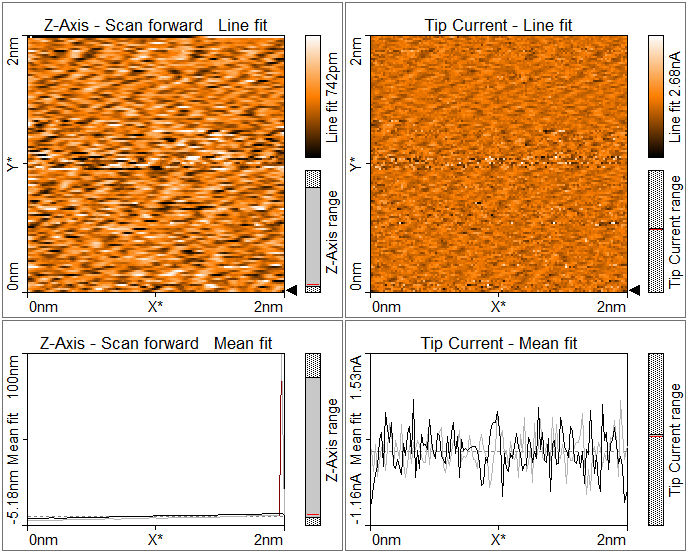 Z-Axis - Scan forward Line fit
2nm
Y*
0nm
0nm X* 2nm
Line fit 742pm
Z-Axis range
Tip Current - Line fit
2nm
Y*
0nm
0nm X* 2nm
Line fit 2.68nA
Tip Current range
Z-Axis - Scan forward Mean fit
-5.18nm Mean fit 100nm
0nm X* 2nm
Z-Axis range
Tip Current - Mean fit
-1.16nA Mean fit 1.53nA
0nm X* 2nm
Tip Current range